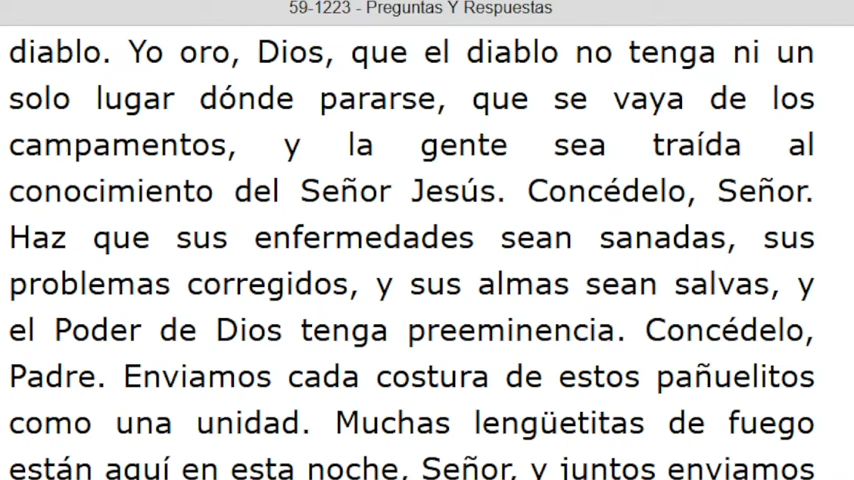 59-1223 - Preguntas Y Respuestas
diablo. Yo oro, Dios, que el diablo no tenga ni un
solo lugar dónde pararse, que se vaya de los
campamentos, y la gente sea traída al
conocimiento del Señor Jesús. Concédelo, Señor.
Haz que sus enfermedades sean sanadas, sus
problemas corregidos, y sus almas sean salvas, y
el Poder de Dios tenga preeminencia. Concédelo,
Padre. Enviamos cada costura de estos pañuelitos
como una unidad. Muchas lengüetitas de fuego
están aquí en esta noche, Señor, y juntos enviamos